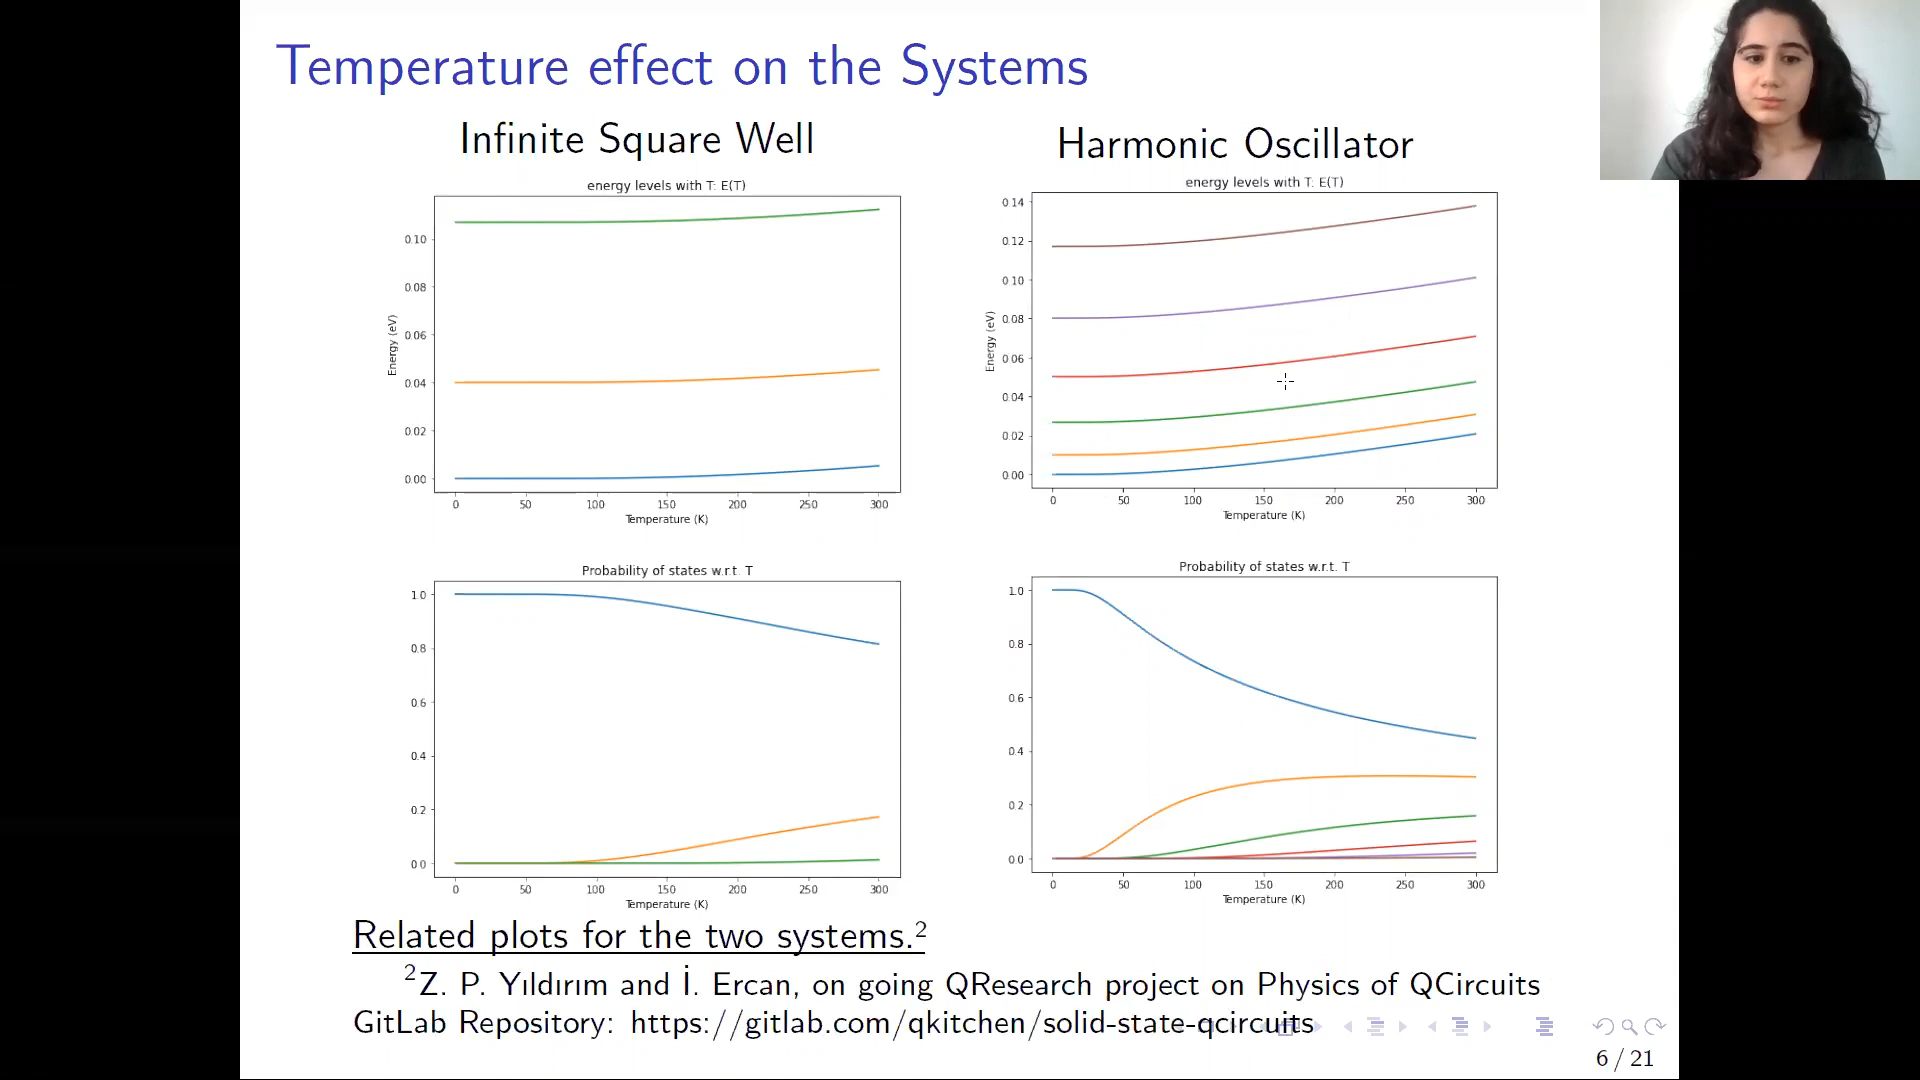 Temperature effect on the Systems
Infinite Square Well
Harmonic Oscillator
energy levels with T: E(T)
0.10
0.08
0.06
0.04
0.02
0.00
Energy (eV)
0 50 100 150 200 250 300
Temperature (K)
energy levels with T: E(T)
0.14
0.12
0.10
0.08
0.06
0.04
0.02
0.00
Energy (eV)
0 50 100 150 200 250 300
Temperature (K)
Probability of states w.r.t. T
1.0
0.8
0.6
0.4
0.2
0.0
0 50 100 150 200 250 300
Temperature (K)
Probability of states w.r.t. T
1.0
0.8
0.6
0.4
0.2
0.0
0 50 100 150 200 250 300
Temperature (K)
Related plots for the two systems.²
²Z. P. Yıldırım and İ. Ercan, on going QResearch project on Physics of QCircuits
GitLab Repository: https://gitlab.com/qkitchen/solid-state-qcircuits
6 / 21